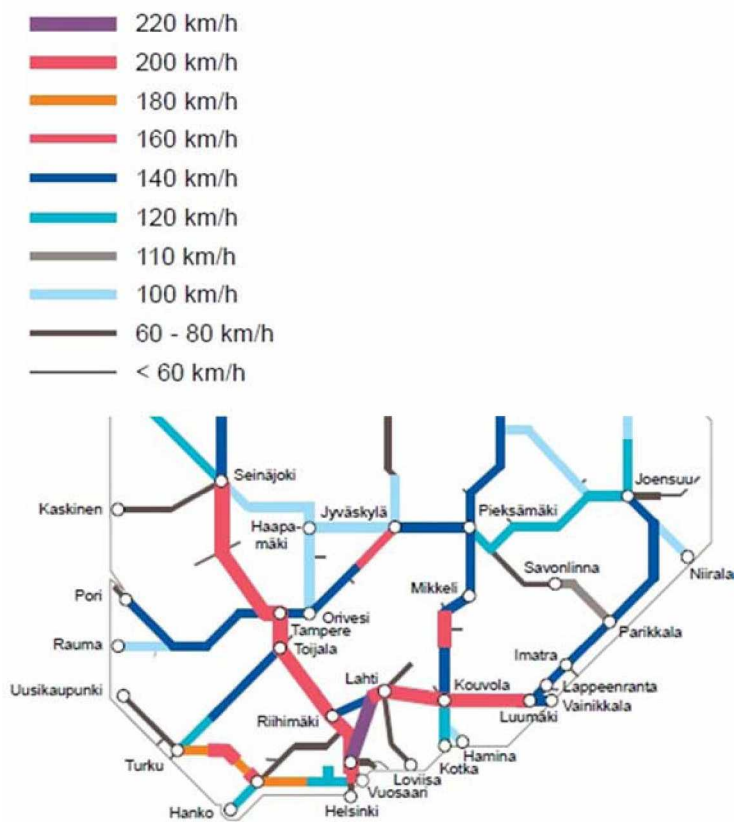 220 km/h
200 km/h
180 km/h
160 km/h
140 km/h
120 km/h
110 km/h
100 km/h
60 - 80 km/h
< 60 km/h
Seinäjoki
Joensuu
Kaskinen
Haapa-
mäki
Jyväskylä
Pieksämäki
Savonlinna
Niirala
Pori
Mikkeli
Orivesi
Tampere
Parikkala
Rauma
Toijala
Imatra
Lahti
Kouvola
Lappeenranta
Uusikaupunki
Luumäki
Vainikkala
Riihimäki
Turku
Hamina
Kotka
Loviisa
Vuosaari
Hanko
Helsinki